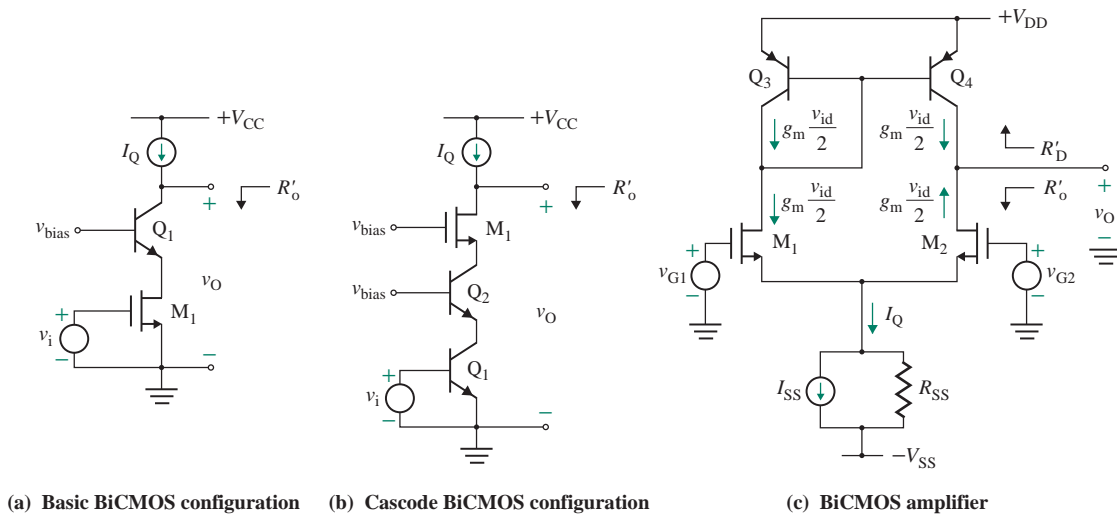 +V_CC
I_Q
R'_o
+
v_bias
Q_1
v_O
M_1
+
v_i
−
−
(a) Basic BiCMOS configuration
+V_CC
I_Q
R'_o
+
v_bias
M_1
v_bias
Q_2
v_O
+
Q_1
v_i
−
−
(b) Cascode BiCMOS configuration
+V_DD
Q_3
Q_4
g_m v_id/2
g_m v_id/2
R'_D
g_m v_id/2
g_m v_id/2
R'_o
+
v_O
−
M_1
M_2
+
v_G1
−
+
v_G2
−
I_Q
I_SS
R_SS
−V_SS
(c) BiCMOS amplifier